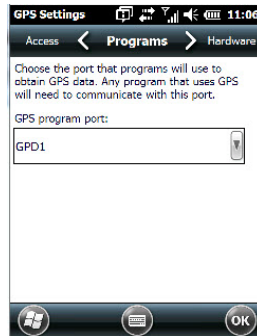 GPS Settings 11:06
Access Programs Hardware
Choose the port that programs will use to
obtain GPS data. Any program that uses GPS
will need to communicate with this port.
GPS program port:
GPD1
OK